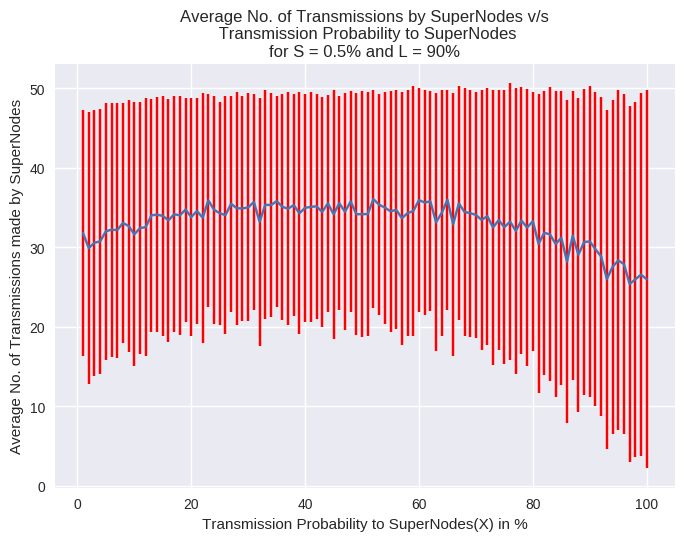 Average No. of Transmissions by SuperNodes v/s
Transmission Probability to SuperNodes
for S = 0.5% and L = 90%
Average No. of Transmissions made by SuperNodes
50
40
30
20
10
0
0 20 40 60 80 100
Transmission Probability to SuperNodes(X) in %